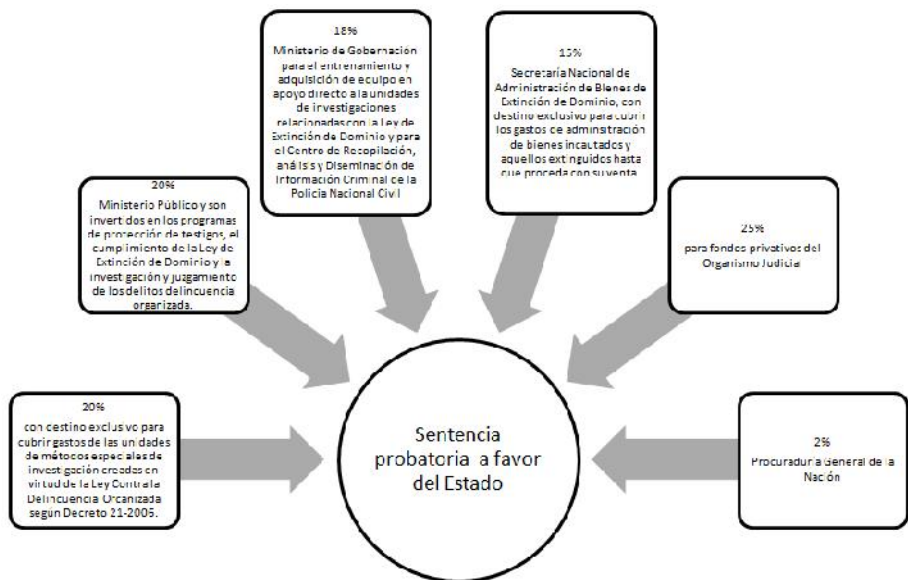 18%
Ministerio de Gobernación
para el entrenamiento y
adquisición de equipo en
apoyo directo a la unidades
de investigaciones
relacionadas con la Ley de
Extinción de Dominio y para
el Centro de Recopilación,
análisis y Diseminación de
Información Criminal de la
Policía Nacional Civil
15%
Secretaría Nacional de
Administración de Bienes de
Extinción de Dominio, con
destino exclusivo para cubrir
los gastos de adminsitración
de bienes incautados y
aquellos extinguidos hasta
que proceda con su venta.
20%
Ministerio Público y son
invertidos en los programas
de protección de testigos, el
cumplimiento de la Ley de
Extinción de Dominio y la
investigación y juzgamiento
de los delitos delincuencia
organizada.
25%
para fondos privativos del
Organismo Judicial
20%
con destino exclusivo para
cubrir gastos de las unidades
de métodos especiales de
investigación creadas en
virtud de la Ley Contra la
Delincuencia Organizada
según Decreto 21-2006.
Sentencia
probatoria a favor
del Estado
2%
Procuraduría General de la
Nación